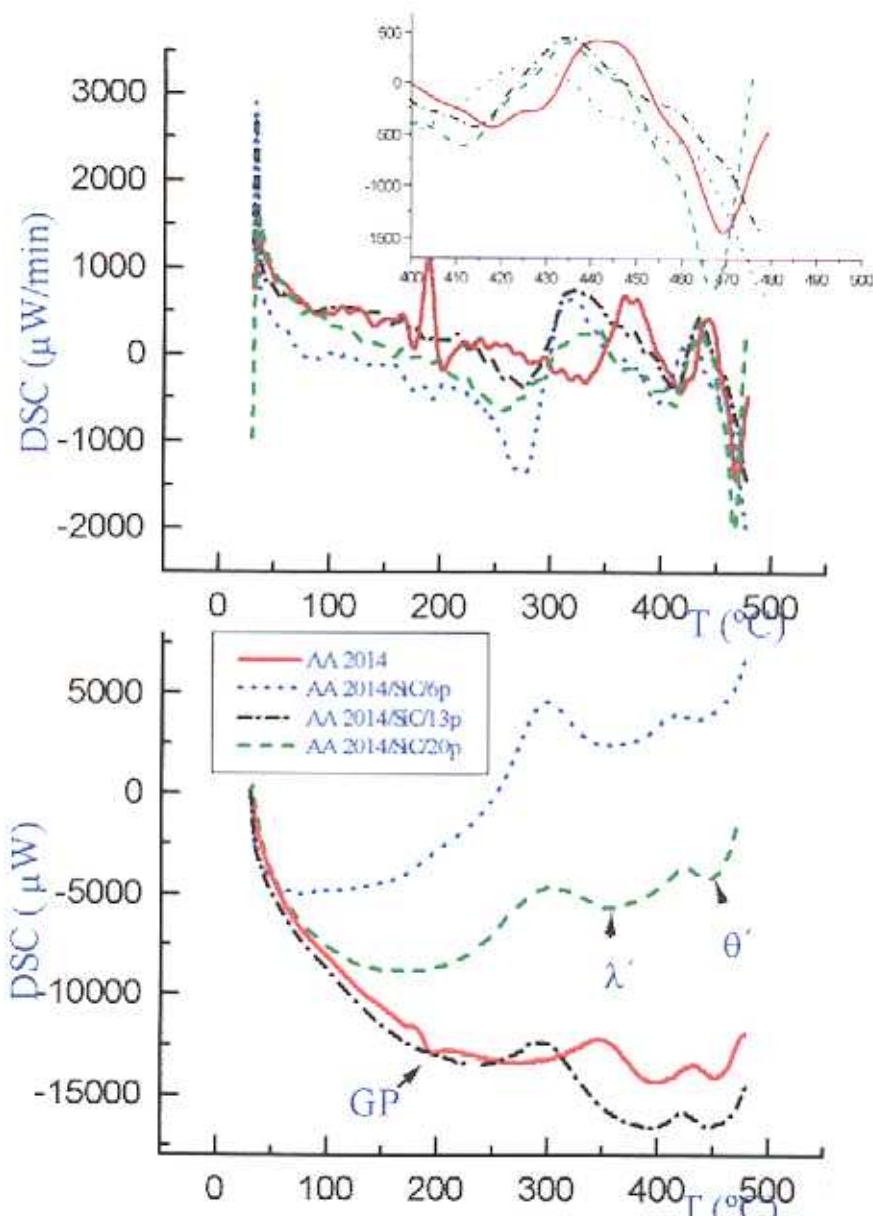 500
0
-500
-1000
1500
400 410 420 430 440 450 460 470 480 490 500
3000
2000
1000
0
-1000
-2000
DSC (µW/min)
0 100 200 300 400 500
T (ºC)
AA 2014
AA 2014/SiC/6p
AA 2014/SiC/13p
AA 2014/SiC/20p
5000
0
-5000
-10000
-15000
DSC ( µW)
GP
λ´
θ´
0 100 200 300 400 500
T (ºC)